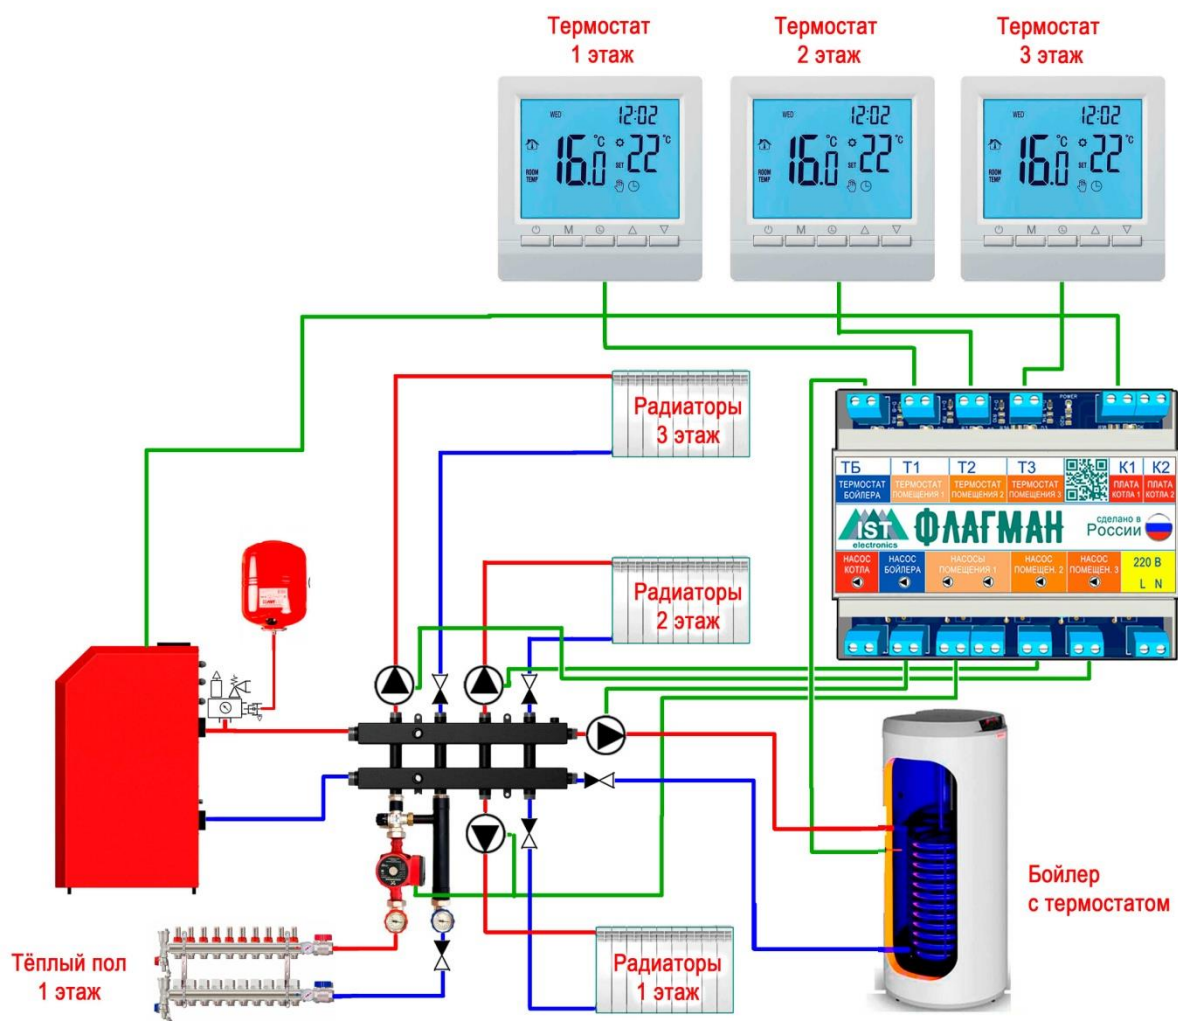 Термостат
1 этаж
Термостат
2 этаж
Термостат
3 этаж
WED
12:02
16.0 °C
22 °C
SET
ROOM
TEMP
M
WED
12:02
16.0 °C
22 °C
SET
ROOM
TEMP
M
WED
12:02
16.0 °C
22 °C
SET
ROOM
TEMP
M
Радиаторы
3 этаж
POWER
ТБ Т1 Т2 Т3 К1 К2
ТЕРМОСТАТ
БОЙЛЕРА
ТЕРМОСТАТ
ПОМЕЩЕНИЯ 1
ТЕРМОСТАТ
ПОМЕЩЕНИЯ 2
ТЕРМОСТАТ
ПОМЕЩЕНИЯ 3
ПЛАТА
КОТЛА 1
ПЛАТА
КОТЛА 2
IST
electronics
ФЛАГМАН
сделано в
России
НАСОС
КОТЛА
НАСОС
БОЙЛЕРА
НАСОСЫ
ПОМЕЩЕНИЯ 1
НАСОС
ПОМЕЩЕН. 2
НАСОС
ПОМЕЩЕН. 3
220 В
L N
Радиаторы
2 этаж
Бойлер
с термостатом
Тёплый пол
1 этаж
Радиаторы
1 этаж